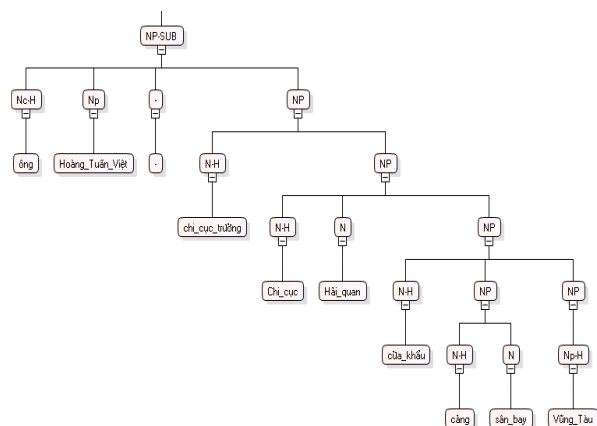 NP-SUB
Nc-H Np - NP
ông Hoàng_Tuấn_Việt - N-H NP
chi_cục_trưởng N-H N NP
Chi_cục Hải_quan N-H NP NP
cửa_khẩu N-H N Np-H
cảng sân_bay Vũng_Tàu